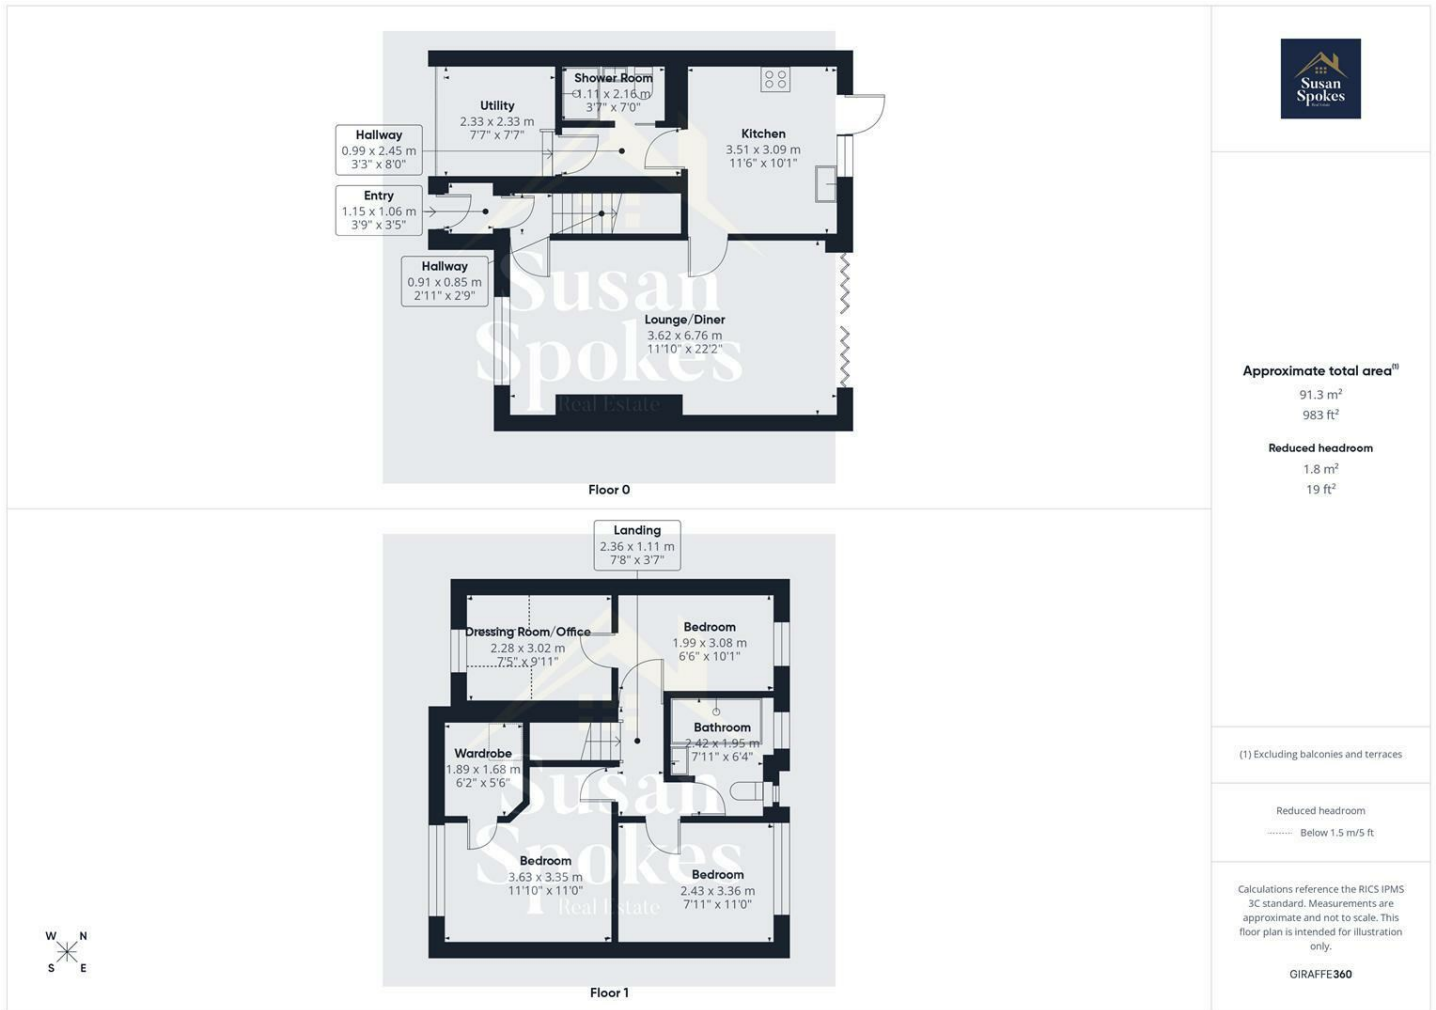 Shower Room
1.11 x 2.16 m
3'7" x 7'0"
Utility
2.33 x 2.33 m
7'7" x 7'7"
Kitchen
3.51 x 3.09 m
11'6" x 10'1"
Hallway
0.99 x 2.45 m
3'3" x 8'0"
Entry
1.15 x 1.06 m
3'9" x 3'5"
Hallway
0.91 x 0.85 m
2'11" x 2'9"
Lounge/Diner
3.62 x 6.76 m
11'10" x 22'2"
Susan
Spokes
Real Estate
Floor 0
Landing
2.36 x 1.11 m
7'8" x 3'7"
Dressing Room/Office
2.28 x 3.02 m
7'5" x 9'11"
Bedroom
1.99 x 3.08 m
6'6" x 10'1"
Bathroom
2.42 x 1.95 m
7'11" x 6'4"
Wardrobe
1.89 x 1.68 m
6'2" x 5'6"
Bedroom
3.63 x 3.35 m
11'10" x 11'0"
Bedroom
2.43 x 3.36 m
7'11" x 11'0"
Susan
Spokes
Real Estate
Floor 1
W N
S E
Susan
Spokes
Real Estate
Approximate total area(1)
91.3 m²
983 ft²
Reduced headroom
1.8 m²
19 ft²
(1) Excluding balconies and terraces
Reduced headroom
Below 1.5 m/5 ft
Calculations reference the RICS IPMS
3C standard. Measurements are
approximate and not to scale. This
floor plan is intended for illustration
only.
GIRAFFE360